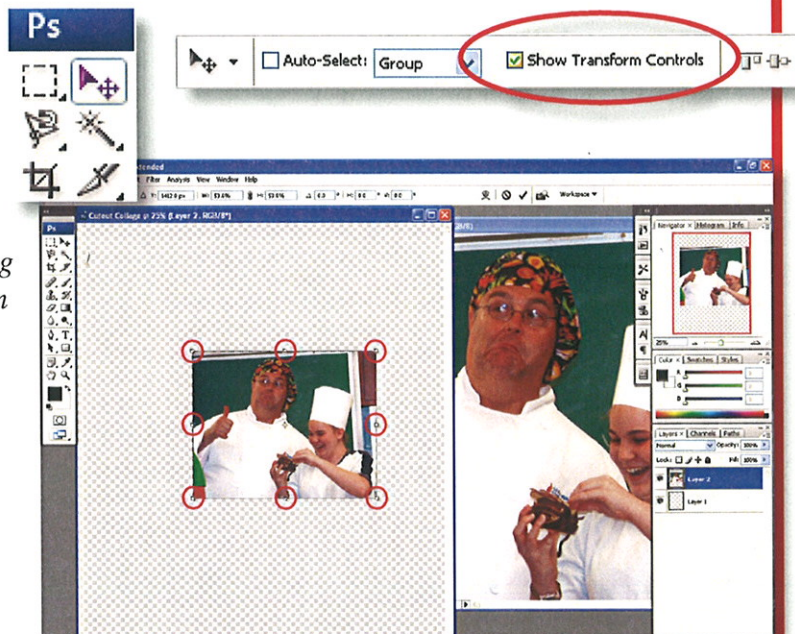 Ps
Auto-Select: Group Show Transform Controls
Filter Analysis View Window Help
Workspace
Cutout Collage @ 25% (Layer 2, RGB/8*)
Ps
Navigator × Histogram Info
25%
Color × Swatches Styles
Layers × Channels Paths
Normal Opacity: 100%
Lock: Fill: 100%
Layer 2
Layer 1